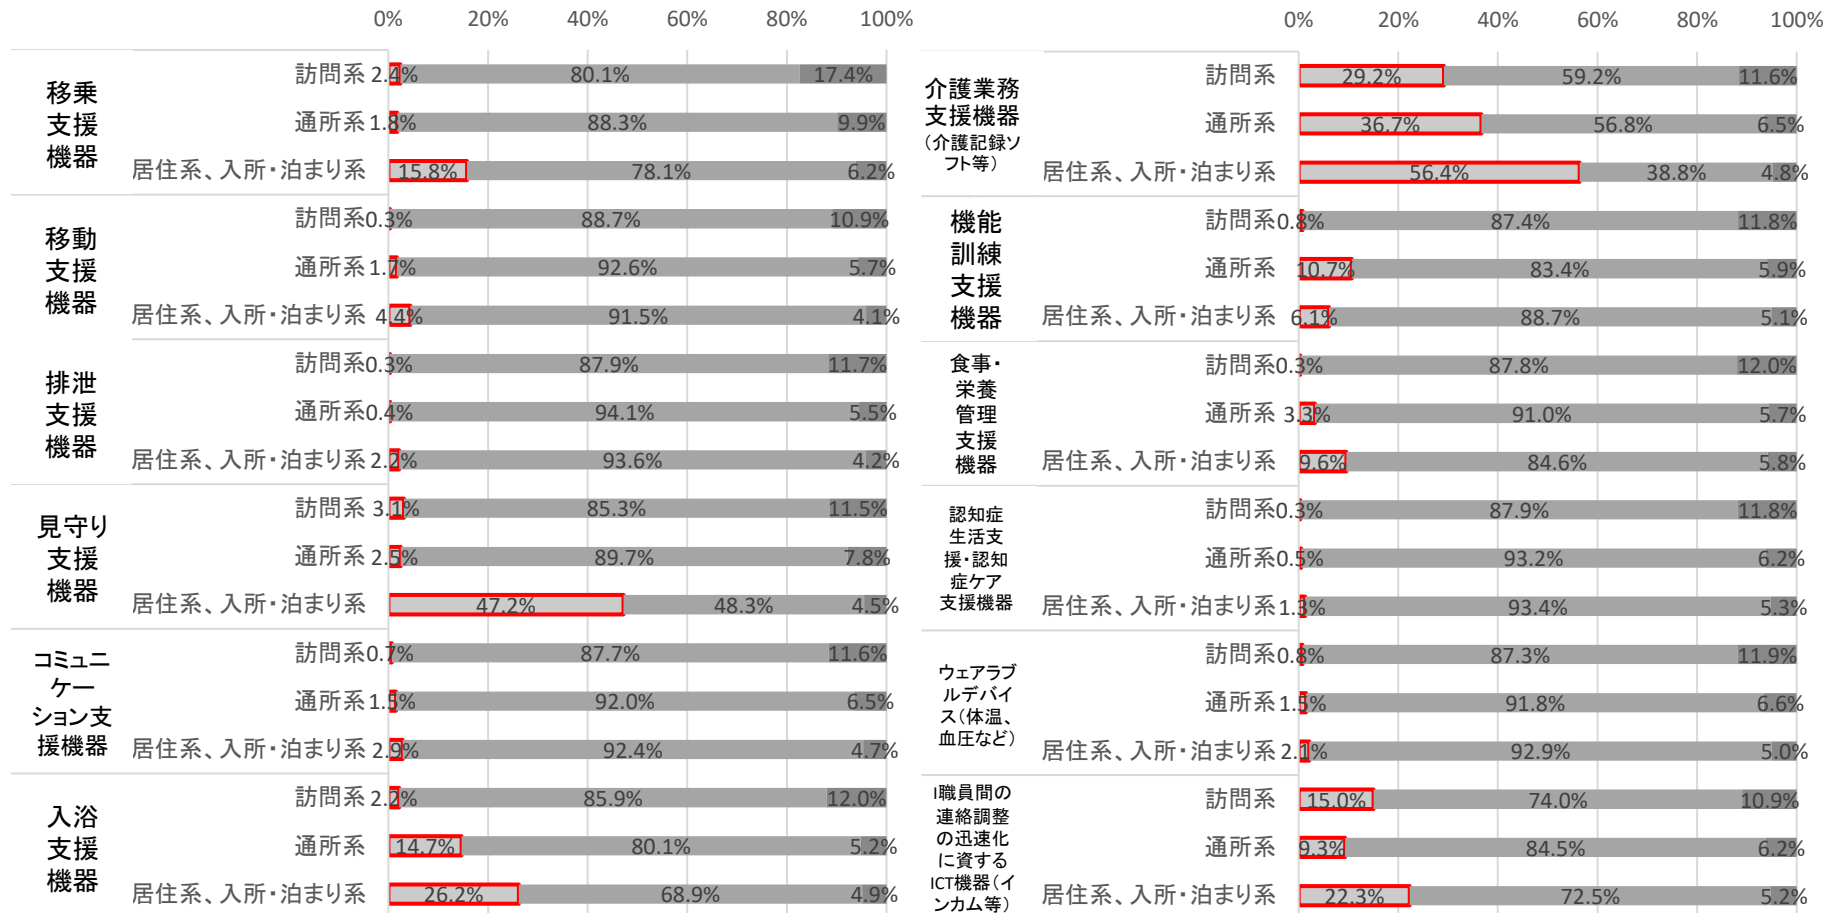 0% 20% 40% 60% 80% 100%
移乗
支援
機器
訪問系 2.4% 80.1% 17.4%
通所系 1.8% 88.3% 9.9%
居住系、入所・泊まり系 15.8% 78.1% 6.2%
移動
支援
機器
訪問系 0.3% 88.7% 10.9%
通所系 1.7% 92.6% 5.7%
居住系、入所・泊まり系 4.4% 91.5% 4.1%
排泄
支援
機器
訪問系 0.3% 87.9% 11.7%
通所系 0.4% 94.1% 5.5%
居住系、入所・泊まり系 2.2% 93.6% 4.2%
見守り
支援
機器
訪問系 3.1% 85.3% 11.5%
通所系 2.5% 89.7% 7.8%
居住系、入所・泊まり系 47.2% 48.3% 4.5%
コミュニ
ケー
ション支
援機器
訪問系 0.7% 87.7% 11.6%
通所系 1.5% 92.0% 6.5%
居住系、入所・泊まり系 2.9% 92.4% 4.7%
入浴
支援
機器
訪問系 2.2% 85.9% 12.0%
通所系 14.7% 80.1% 5.2%
居住系、入所・泊まり系 26.2% 68.9% 4.9%
0% 20% 40% 60% 80% 100%
介護業務
支援機器
（介護記録ソ
フト等）
訪問系 29.2% 59.2% 11.6%
通所系 36.7% 56.8% 6.5%
居住系、入所・泊まり系 56.4% 38.8% 4.8%
機能
訓練
支援
機器
訪問系 0.8% 87.4% 11.8%
通所系 10.7% 83.4% 5.9%
居住系、入所・泊まり系 6.1% 88.7% 5.1%
食事・
栄養
管理
支援
機器
訪問系 0.3% 87.8% 12.0%
通所系 3.3% 91.0% 5.7%
居住系、入所・泊まり系 9.6% 84.6% 5.8%
認知症
生活支
援・認知
症ケア
支援機器
訪問系 0.3% 87.9% 11.8%
通所系 0.5% 93.2% 6.2%
居住系、入所・泊まり系 1.3% 93.4% 5.3%
ウェアラブ
ルデバイ
ス（体温、
血圧など）
訪問系 0.8% 87.3% 11.9%
通所系 1.5% 91.8% 6.6%
居住系、入所・泊まり系 2.1% 92.9% 5.0%
I職員間の
連絡調整
の迅速化
に資する
ICT機器（イ
ンカム等）
訪問系 15.0% 74.0% 10.9%
通所系 9.3% 84.5% 6.2%
居住系、入所・泊まり系 22.3% 72.5% 5.2%